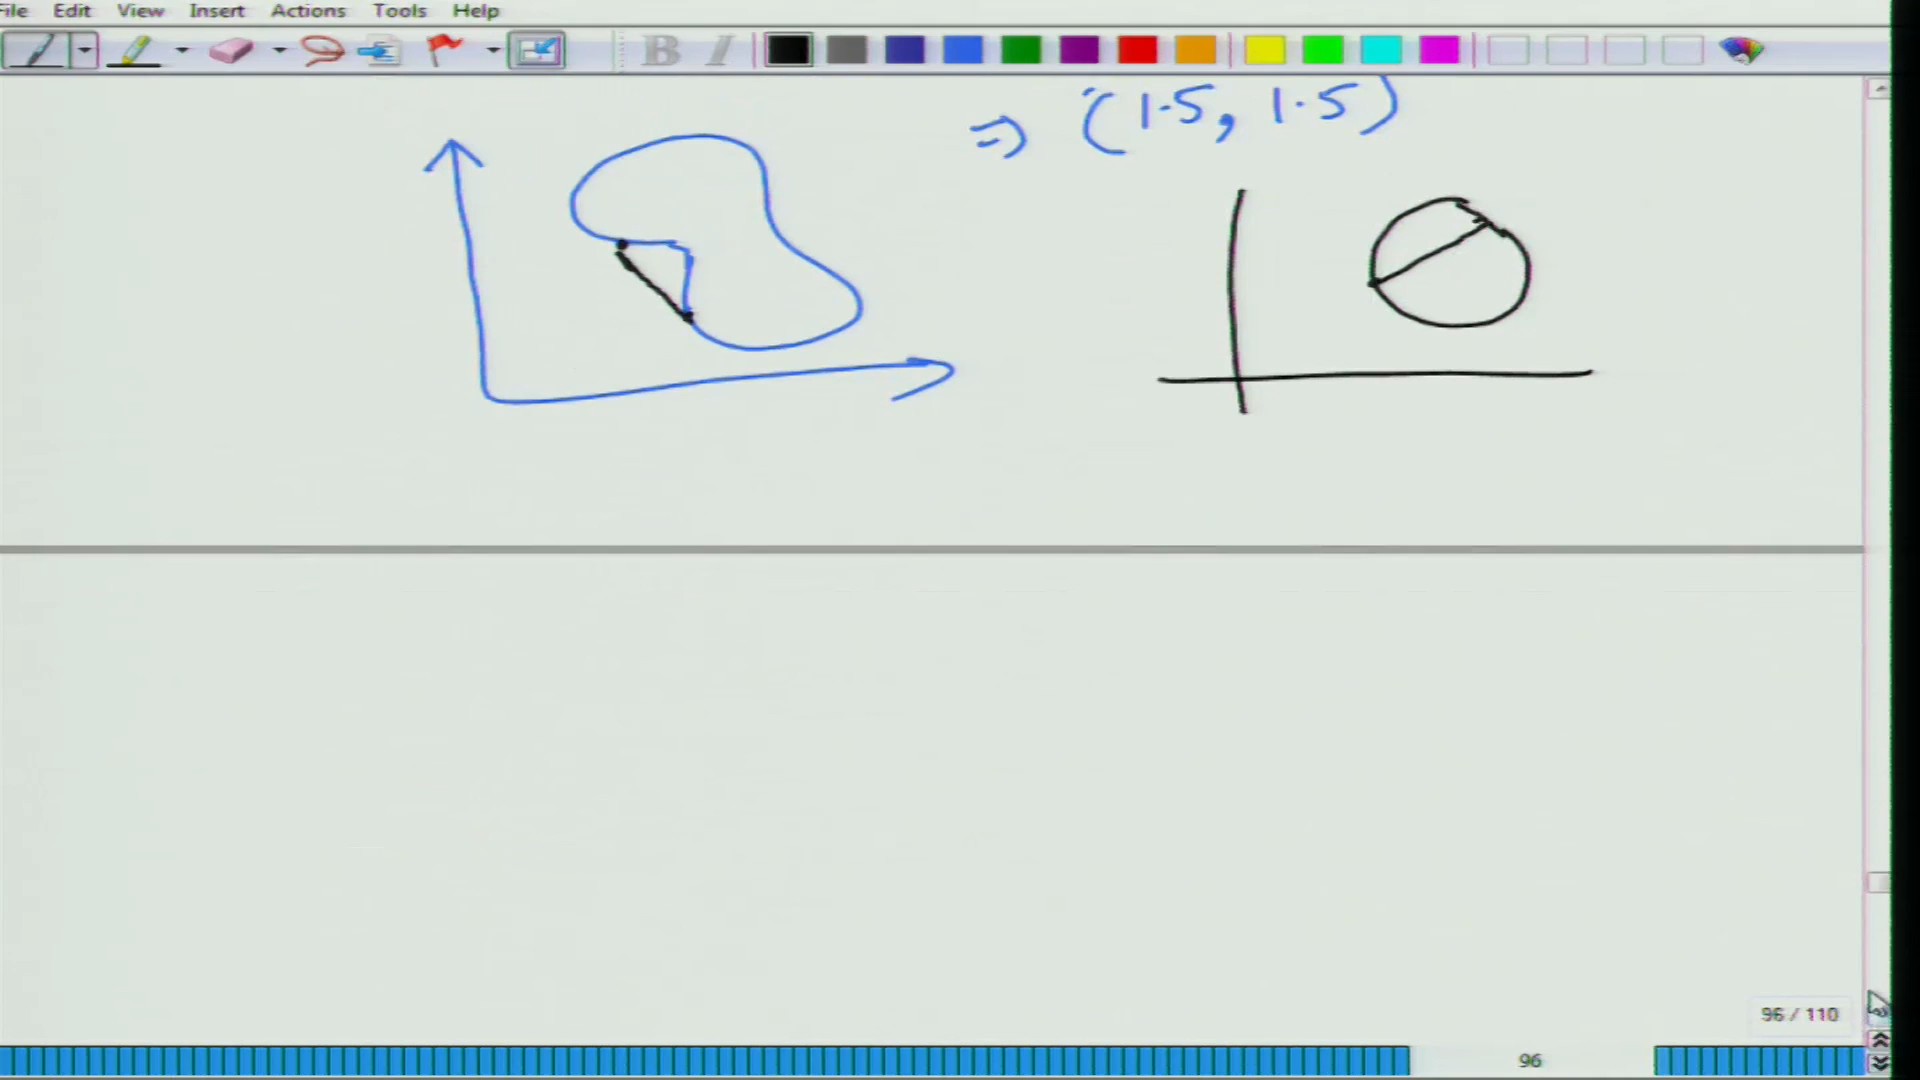 File Edit View Insert Actions Tools Help
B I
⇒ (1.5, 1.5)
96 / 110
96